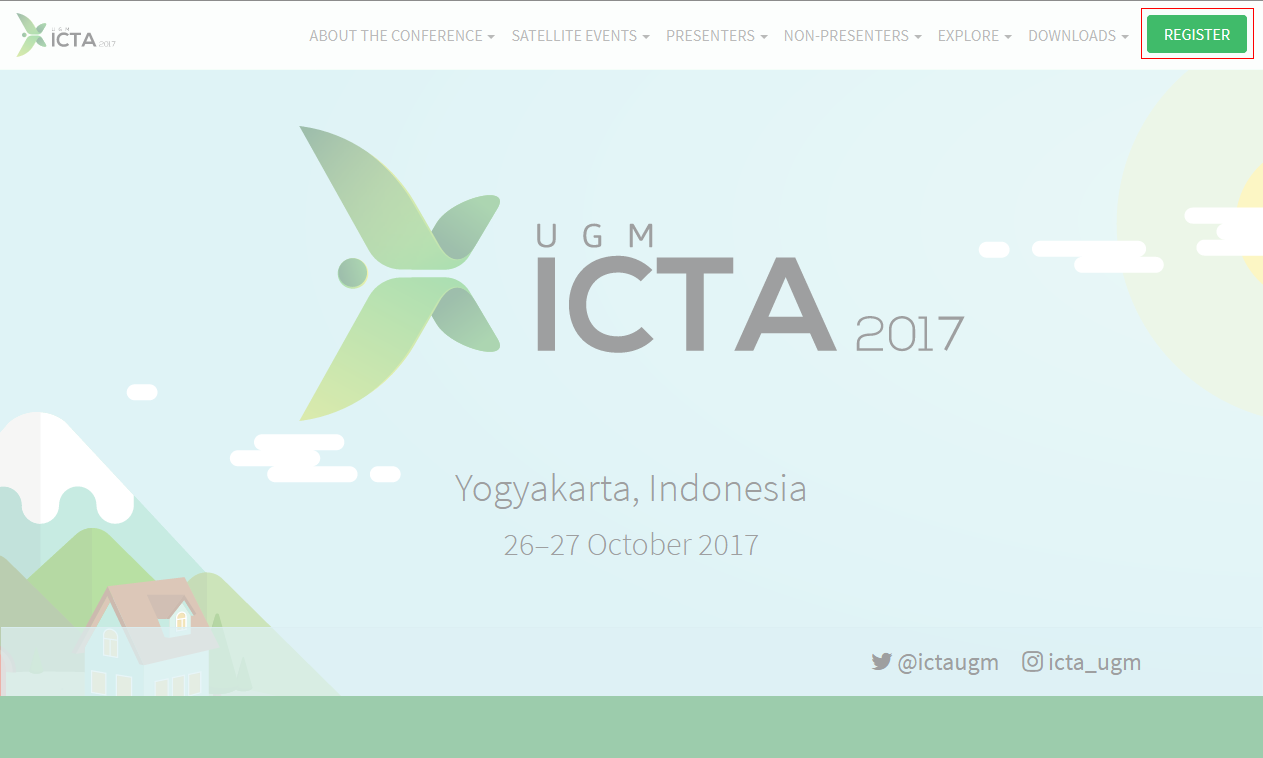 UGM
ICTA 2017
ABOUT THE CONFERENCE SATELLITE EVENTS PRESENTERS NON-PRESENTERS EXPLORE DOWNLOADS REGISTER
UGM
ICTA 2017
Yogyakarta, Indonesia
26–27 October 2017
@ictaugm icta_ugm